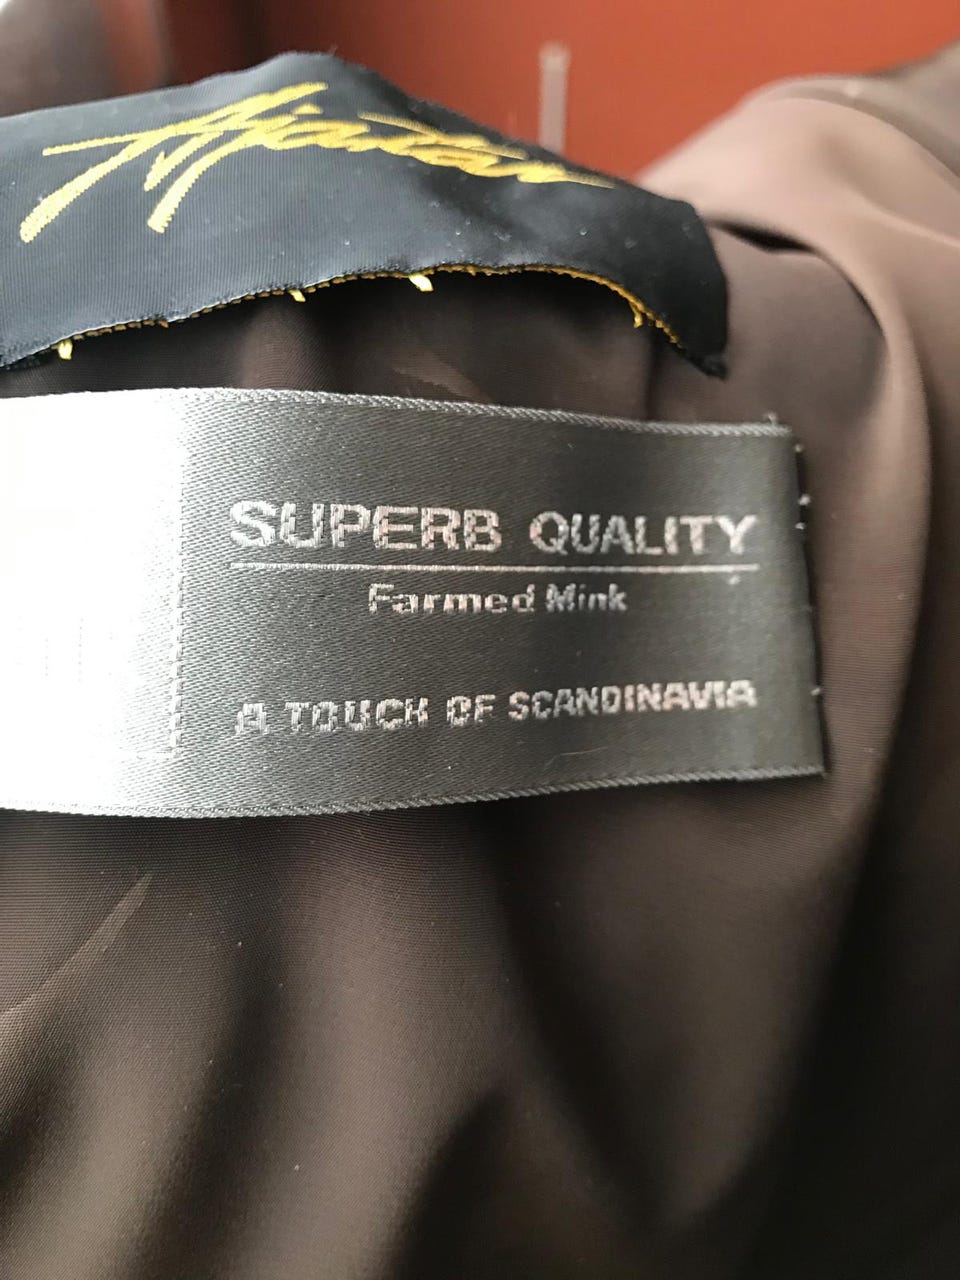 SUPERB QUALITY
Farmed Mink
A TOUCH OF SCANDINAVIA